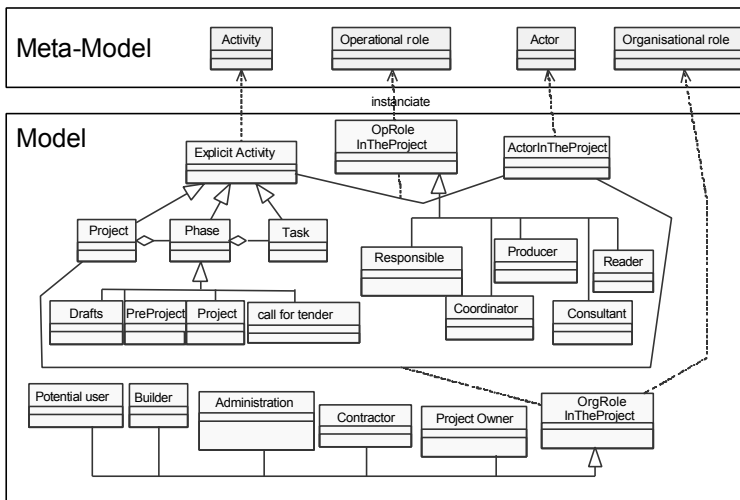 Meta-Model
Activity
Operational role
Actor
Organisational role
instanciate
Model
Explicit Activity
OpRole
InTheProject
ActorInTheProject
Project
Phase
Task
Responsible
Producer
Reader
Coordinator
Consultant
Drafts
PreProject
Project
call for tender
Potential user
Builder
Administration
Contractor
Project Owner
OrgRole
InTheProject